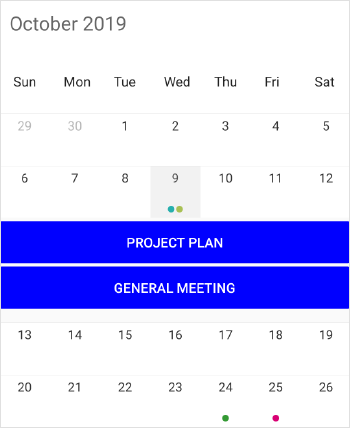 October 2019
Sun Mon Tue Wed Thu Fri Sat
29 30 1 2 3 4 5
6 7 8 9 10 11 12
PROJECT PLAN
GENERAL MEETING
13 14 15 16 17 18 19
20 21 22 23 24 25 26